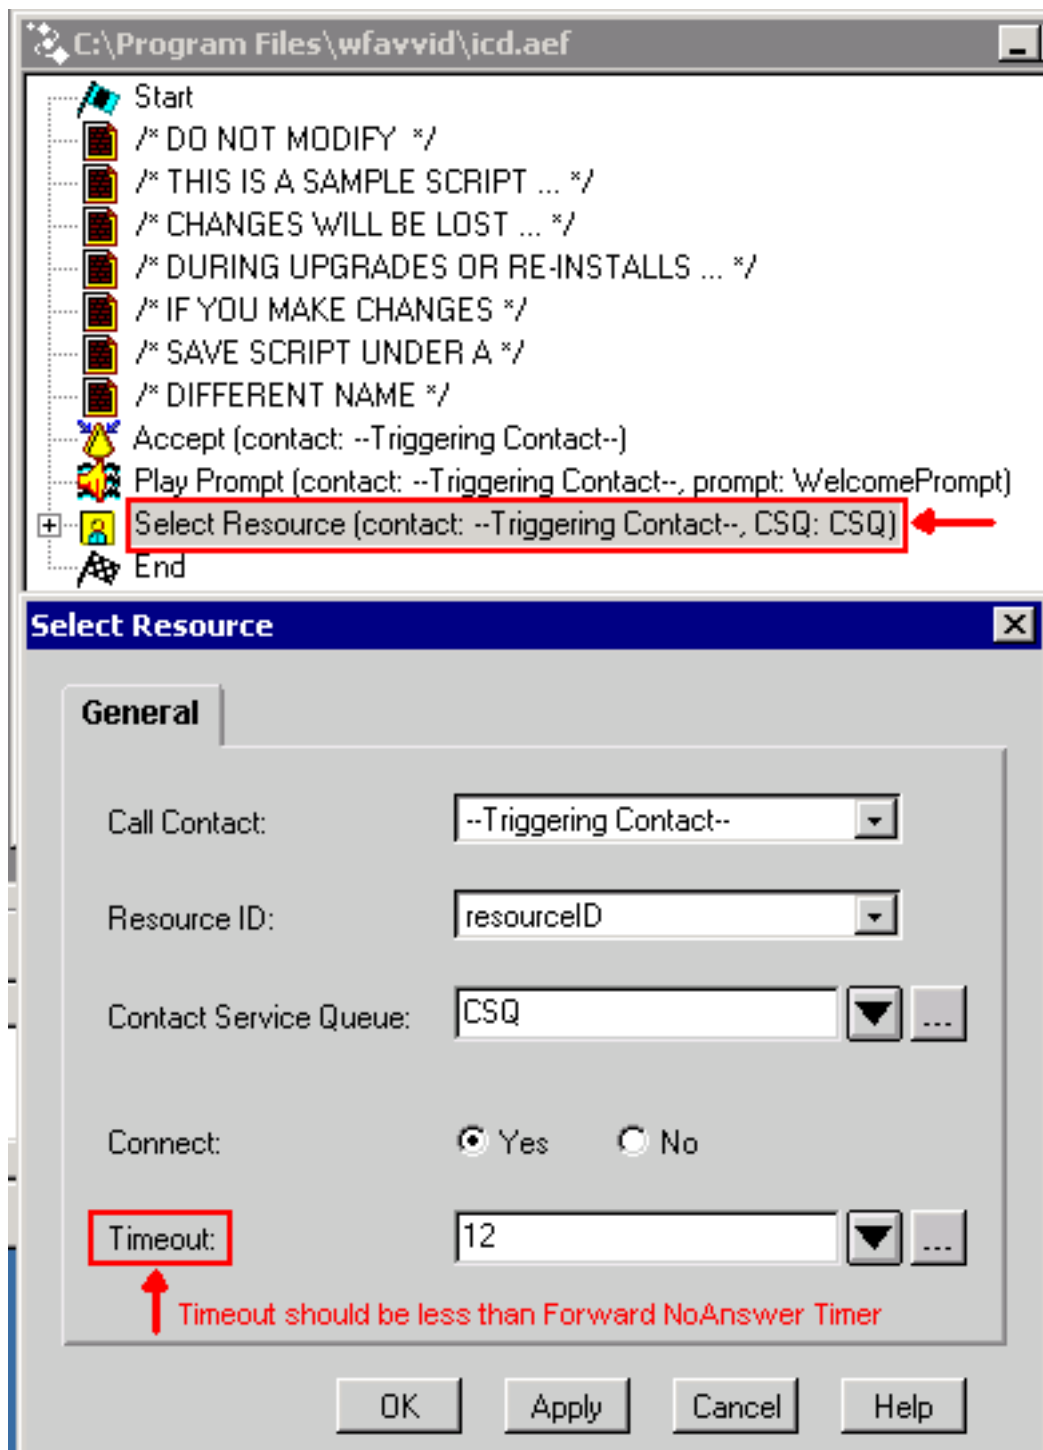 C:\Program Files\wfavvid\icd.aef
Start
/* DO NOT MODIFY */
/* THIS IS A SAMPLE SCRIPT ... */
/* CHANGES WILL BE LOST ... */
/* DURING UPGRADES OR RE-INSTALLS ... */
/* IF YOU MAKE CHANGES */
/* SAVE SCRIPT UNDER A */
/* DIFFERENT NAME */
Accept (contact: --Triggering Contact--)
Play Prompt (contact: --Triggering Contact--, prompt: WelcomePrompt)
Select Resource (contact: --Triggering Contact--, CSQ: CSQ)
End
Select Resource
General
Call Contact: --Triggering Contact--
Resource ID: resourceID
Contact Service Queue: CSQ ...
Connect: Yes No
Timeout: 12 ...
Timeout should be less than Forward NoAnswer Timer
OK Apply Cancel Help